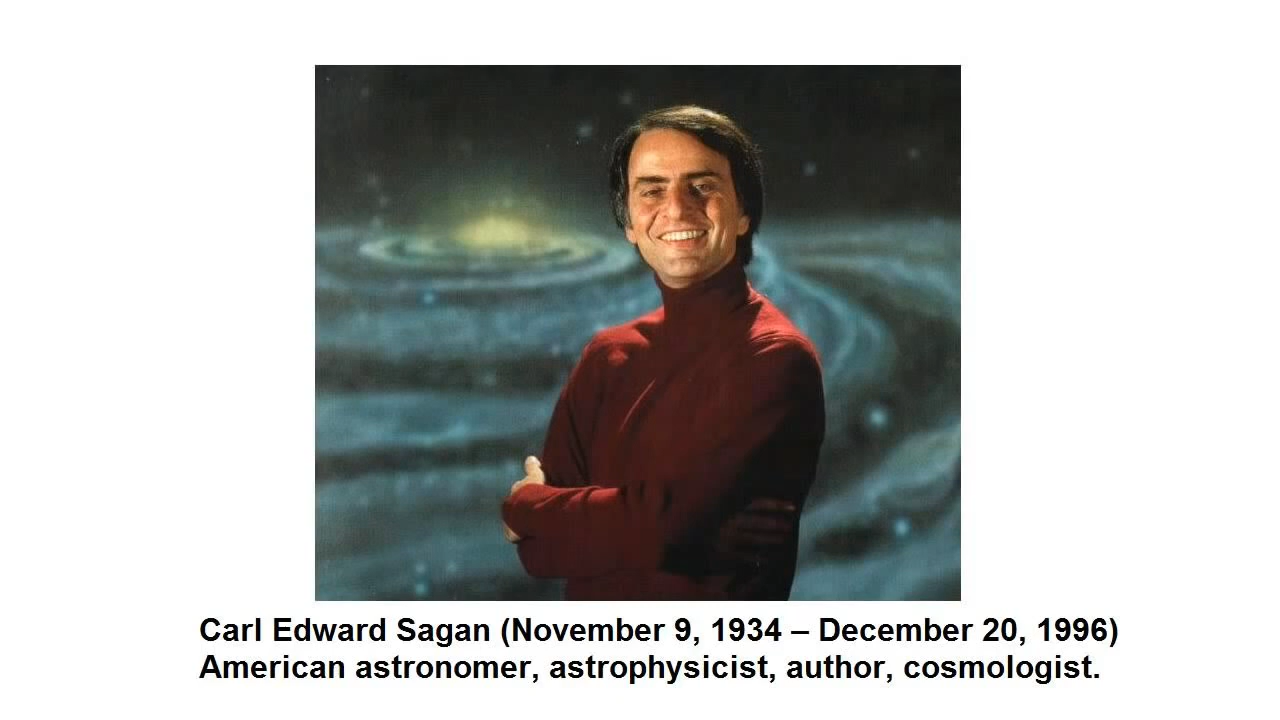 Carl Edward Sagan (November 9, 1934 – December 20, 1996)
American astronomer, astrophysicist, author, cosmologist.